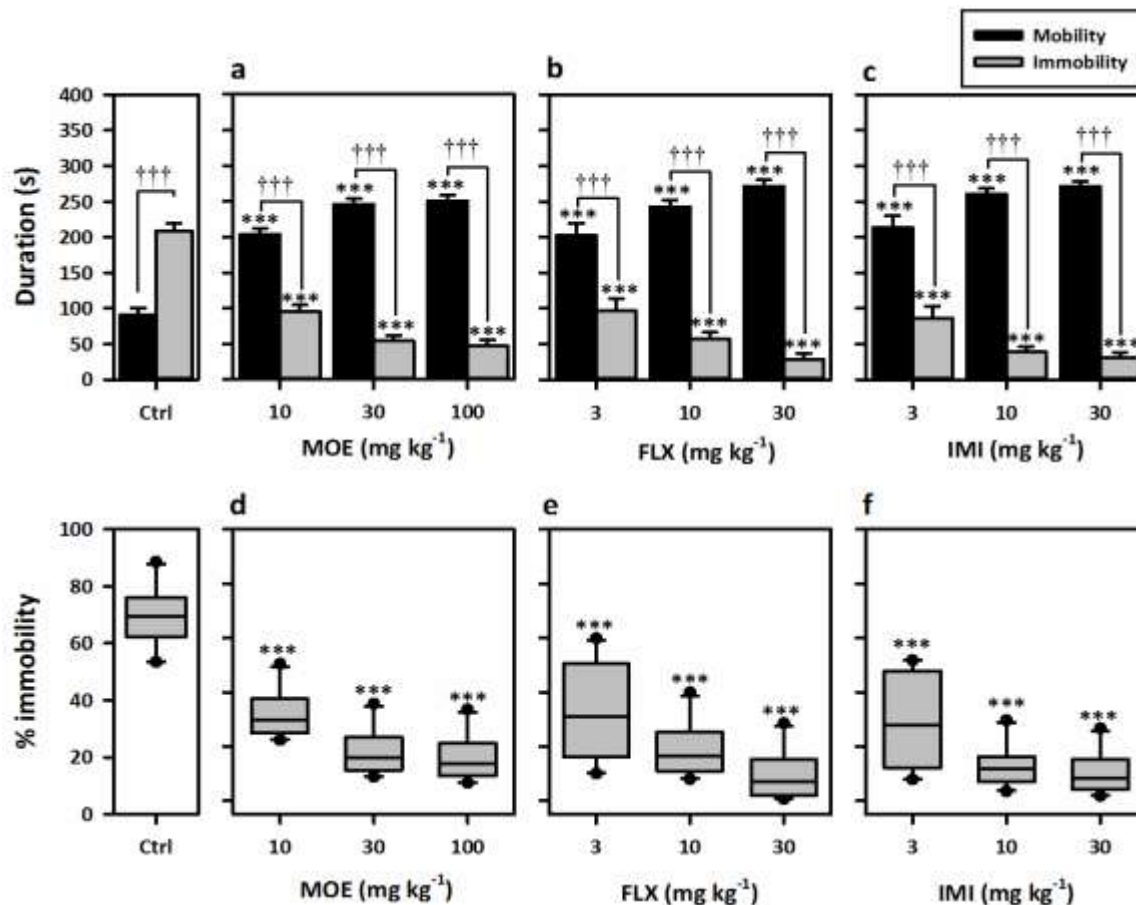 Mobility
Immobility
a
b
c
Duration (s)
400
350
300
250
200
150
100
50
0
†††
††† ††† †††
††† ††† †††
††† ††† †††
*** *** ***
*** *** ***
*** *** ***
*** *** ***
*** *** ***
*** *** ***
Ctrl
10 30 100
3 10 30
3 10 30
MOE (mg kg⁻¹)
FLX (mg kg⁻¹)
IMI (mg kg⁻¹)
d
e
f
% immobility
100
80
60
40
20
0
*** *** ***
*** *** ***
*** *** ***
Ctrl
10 30 100
3 10 30
3 10 30
MOE (mg kg⁻¹)
FLX (mg kg⁻¹)
IMI (mg kg⁻¹)